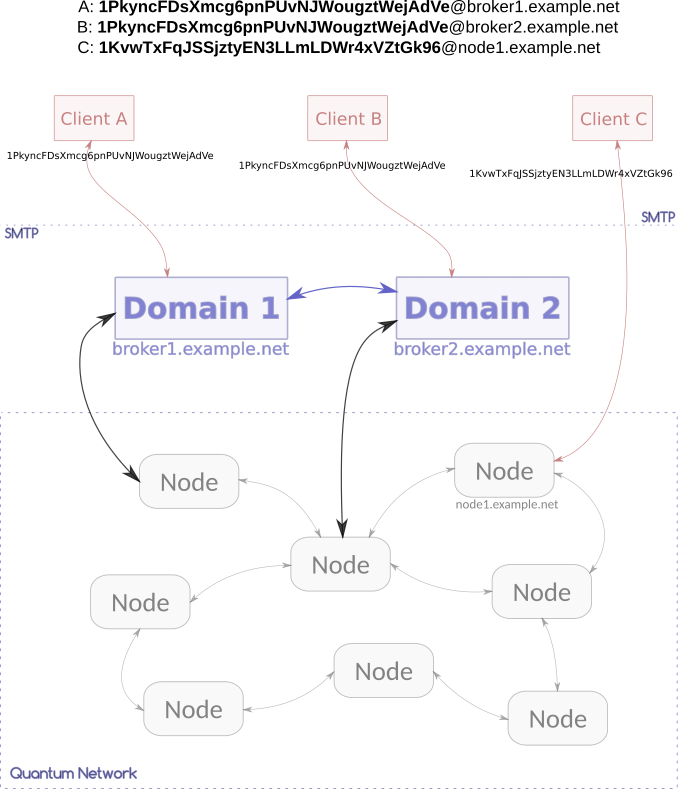 A: 1PkyncFDsXmcg6pnPUvNJWougztWejAdVe@broker1.example.net
B: 1PkyncFDsXmcg6pnPUvNJWougztWejAdVe@broker2.example.net
C: 1KvwTxFqJSSjztyEN3LLmLDWr4xVZtGk96@node1.example.net
Client A
Client B
Client C
1PkyncFDsXmcg6pnPUvNJWougztWejAdVe
1PkyncFDsXmcg6pnPUvNJWougztWejAdVe
1KvwTxFqJSSjztyEN3LLmLDWr4xVZtGk96
SMTP
SMTP
Domain 1
Domain 2
broker1.example.net
broker2.example.net
Node
Node
node1.example.net
Node
Node
Node
Node
Node
Node
Quantum Network